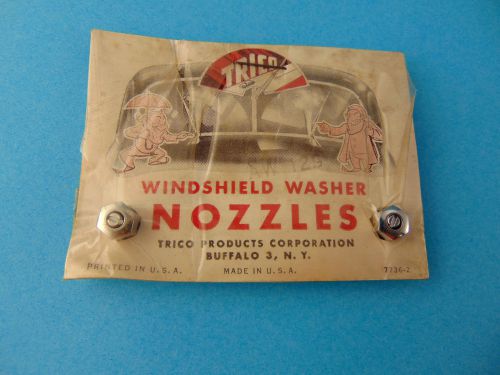 TRICO
WINDSHIELD WASHER
NOZZLES
TRICO PRODUCTS CORPORATION
BUFFALO 3, N. Y.
PRINTED IN U. S. A.
MADE IN U. S. A.
7736-2